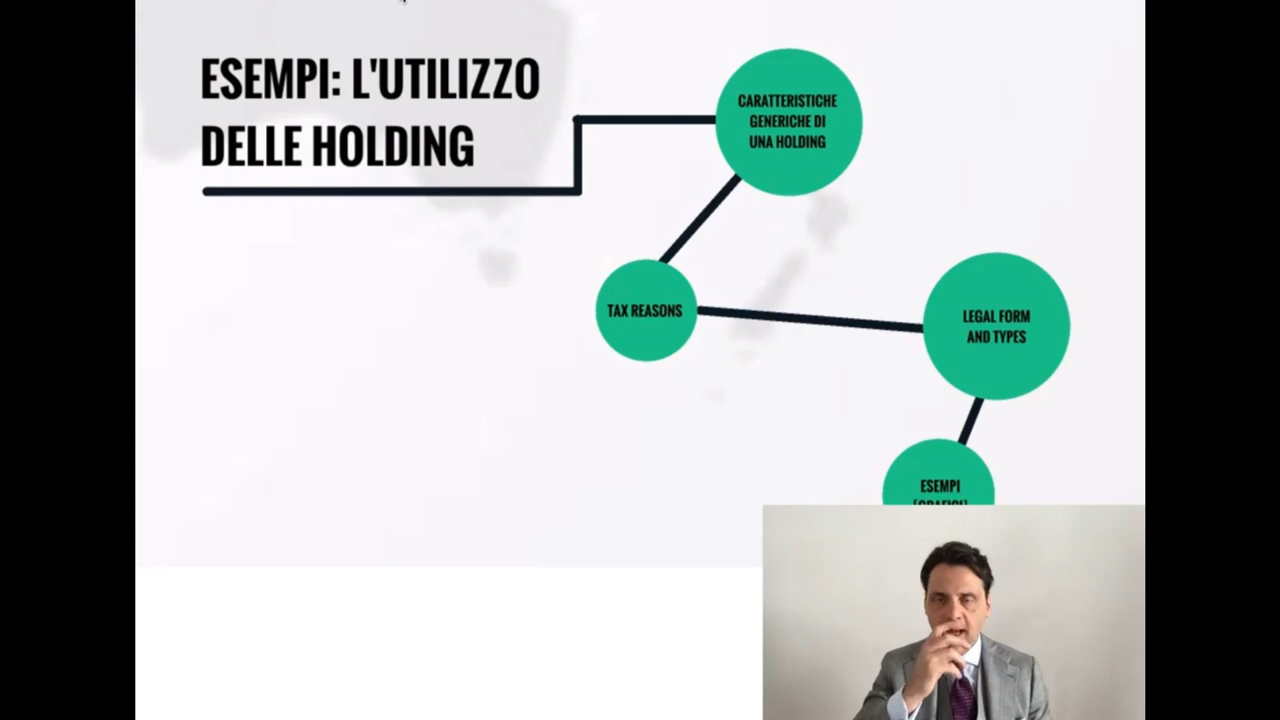 ESEMPI: L'UTILIZZO
DELLE HOLDING
CARATTERISTICHE
GENERICHE DI
UNA HOLDING
TAX REASONS
LEGAL FORM
AND TYPES
ESEMPI